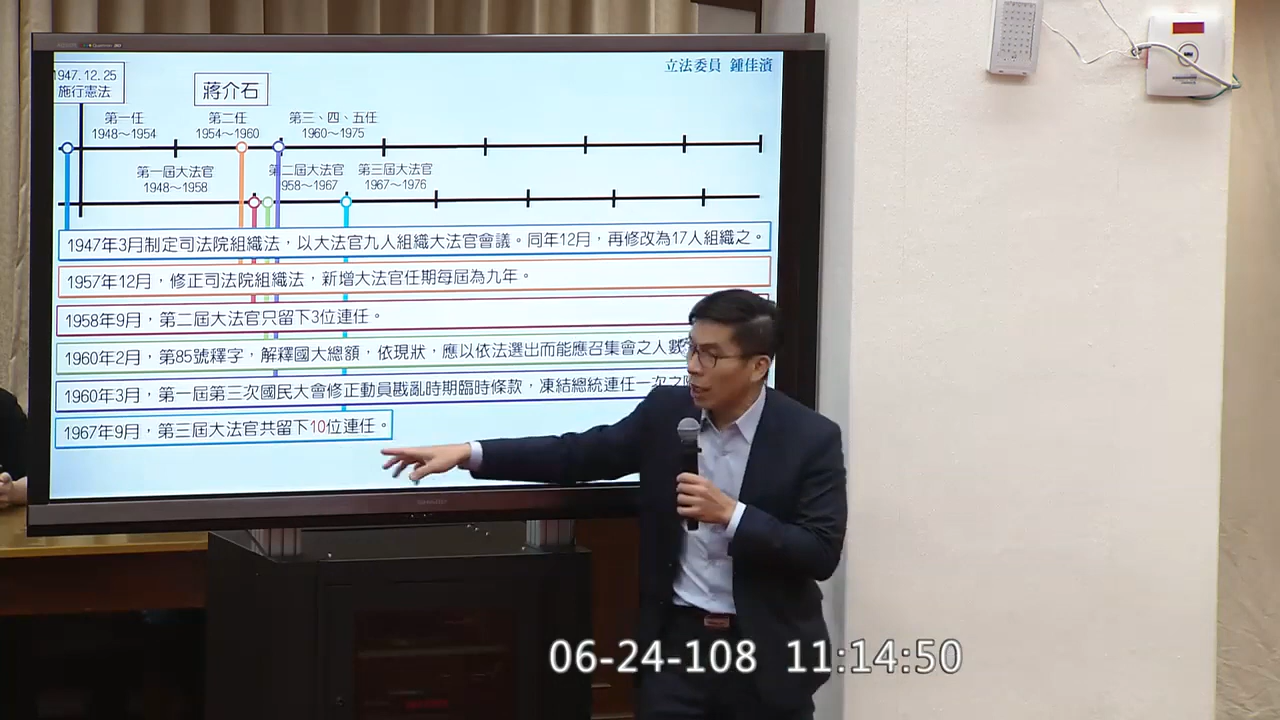 立法委員 鍾佳濱
1947.12.25
施行憲法
蔣介石
第一任
1948～1954
第二任
1954～1960
第三、四、五任
1960～1975
第一屆大法官
1948～1958
第二屆大法官
958～1967
第三屆大法官
1967～1976
1947年3月制定司法院組織法，以大法官九人組織大法官會議。同年12月，再修改為17人組織之。
1957年12月，修正司法院組織法，新增大法官任期每屆為九年。
1958年9月，第二屆大法官只留下3位連任。
1960年2月，第85號釋字，解釋國大總額，依現狀，應以依法選出而能應召集會之人數
1960年3月，第一屆第三次國民大會修正動員戡亂時期臨時條款，凍結總統連任一次之
1967年9月，第三屆大法官共留下10位連任。
06-24-108 11:14:50